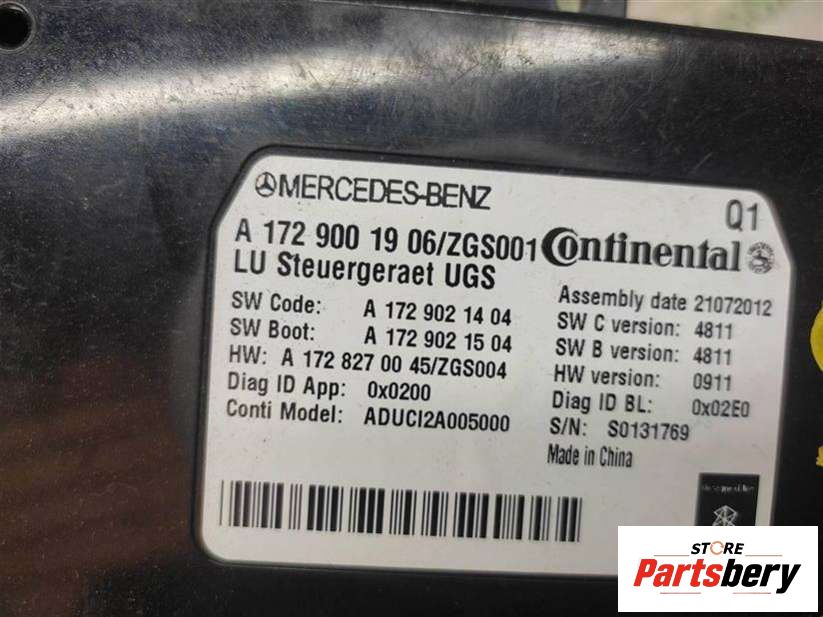 MERCEDES-BENZ
Q1
A 172 900 19 06/ZGS001
Continental
LU Steuergeraet UGS
SW Code: A 172 902 14 04
SW Boot: A 172 902 15 04
HW: A 172 827 00 45/ZGS004
Diag ID App: 0x0200
Conti Model: ADUCI2A005000
Assembly date 21072012
SW C version: 4811
SW B version: 4811
HW version: 0911
Diag ID BL: 0x02E0
S/N: S0131769
Made in China
STORE
Partsbery